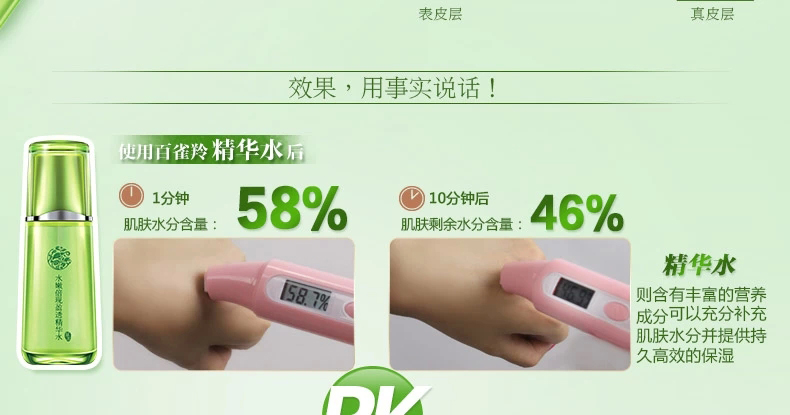 表皮层
真皮层
效果，用事实说话！
使用百雀羚精华水后
1分钟
肌肤水分含量：
58%
10分钟后
肌肤剩余水分含量：
46%
58.7%
水嫩倍现盈透精华水
精华水
则含有丰富的营养
成分可以充分补充
肌肤水分并提供持
久高效的保湿
PK